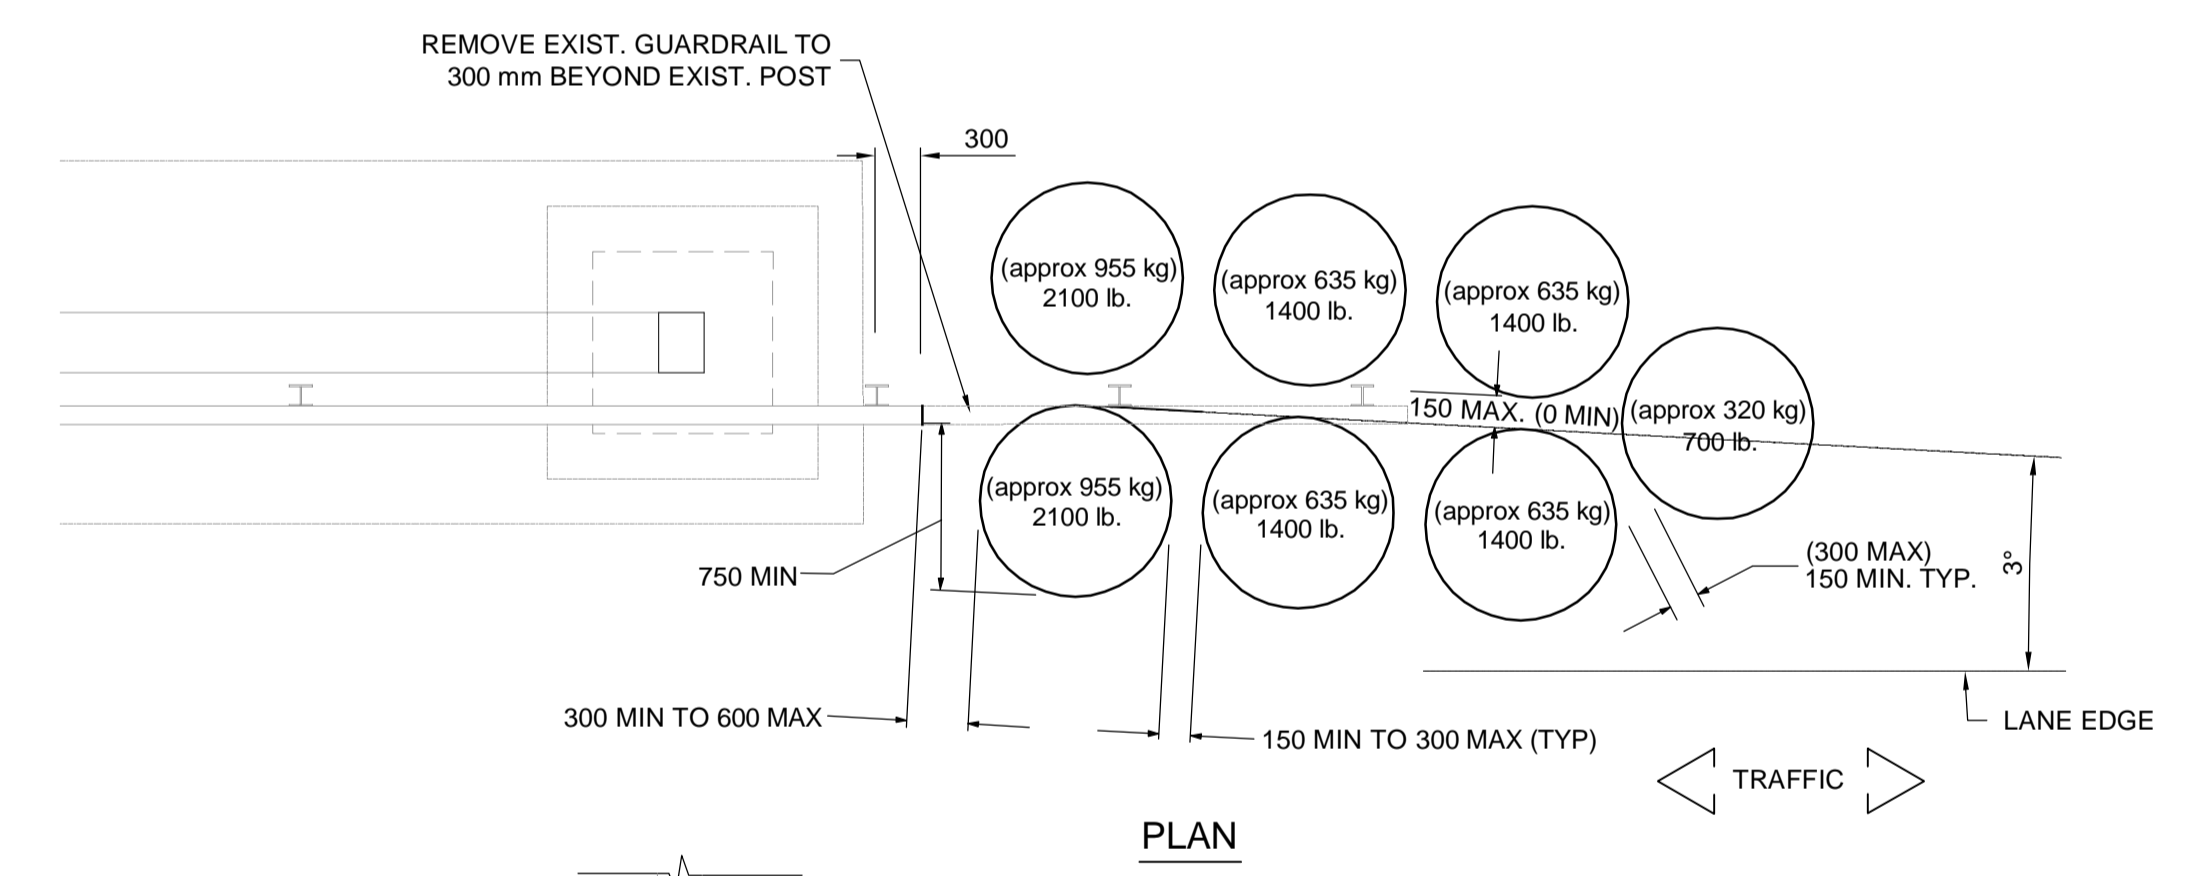 REMOVE EXIST. GUARDRAIL TO
300 mm BEYOND EXIST. POST
300
(approx 955 kg)
2100 lb.
(approx 635 kg)
1400 lb.
(approx 635 kg)
1400 lb.
150 MAX. (0 MIN)
(approx 320 kg)
700 lb.
(approx 955 kg)
2100 lb.
(approx 635 kg)
1400 lb.
(approx 635 kg)
1400 lb.
750 MIN
(300 MAX)
150 MIN. TYP.
3°
300 MIN TO 600 MAX
150 MIN TO 300 MAX (TYP)
LANE EDGE
TRAFFIC
PLAN